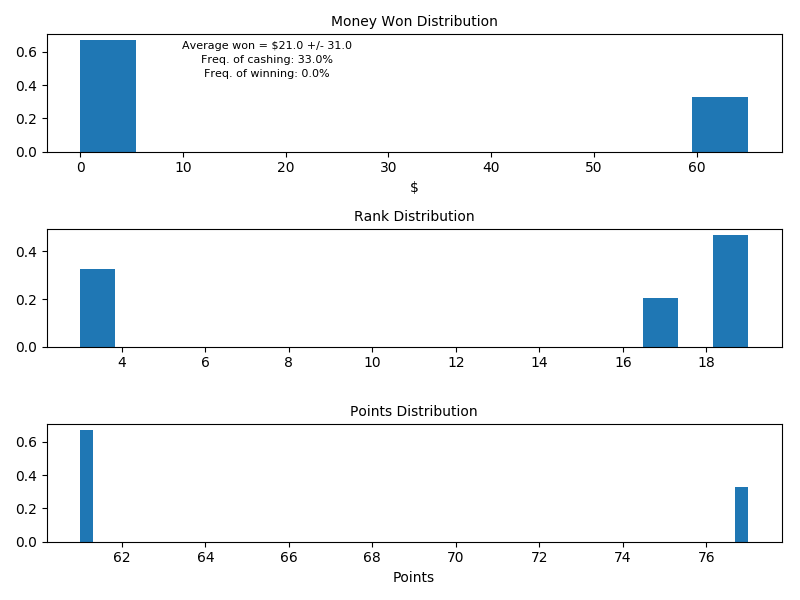 Money Won Distribution
Average won = $21.0 +/- 31.0
Freq. of cashing: 33.0%
Freq. of winning: 0.0%
0.6
0.4
0.2
0.0
0 10 20 30 40 50 60
$
Rank Distribution
0.4
0.2
0.0
4 6 8 10 12 14 16 18
Points Distribution
0.6
0.4
0.2
0.0
62 64 66 68 70 72 74 76
Points